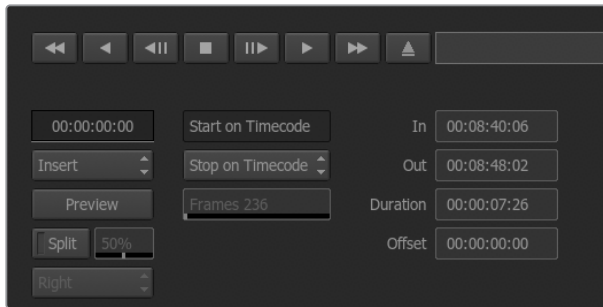 00:00:00:00 Start on Timecode In 00:08:40:06
Insert Stop on Timecode Out 00:08:48:02
Preview Frames 236 Duration 00:00:07:26
Split 50% Offset 00:00:00:00
Right